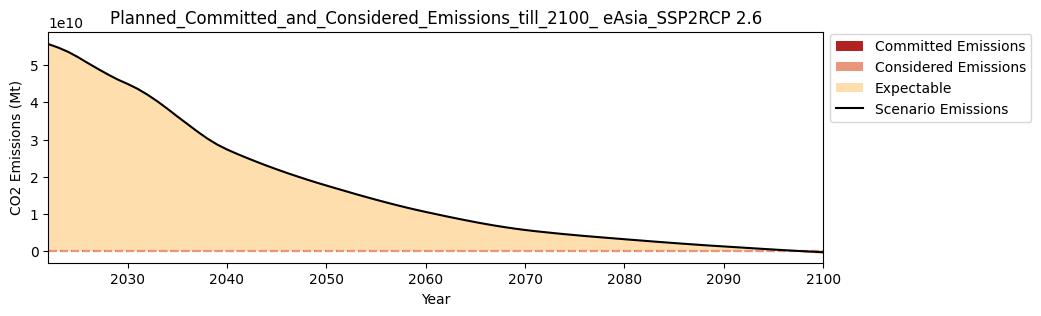 Planned_Committed_and_Considered_Emissions_till_2100_ eAsia_SSP2RCP 2.6
1e10
Committed Emissions
Considered Emissions
Expectable
Scenario Emissions
CO2 Emissions (Mt)
5
4
3
2
1
0
2030 2040 2050 2060 2070 2080 2090 2100
Year